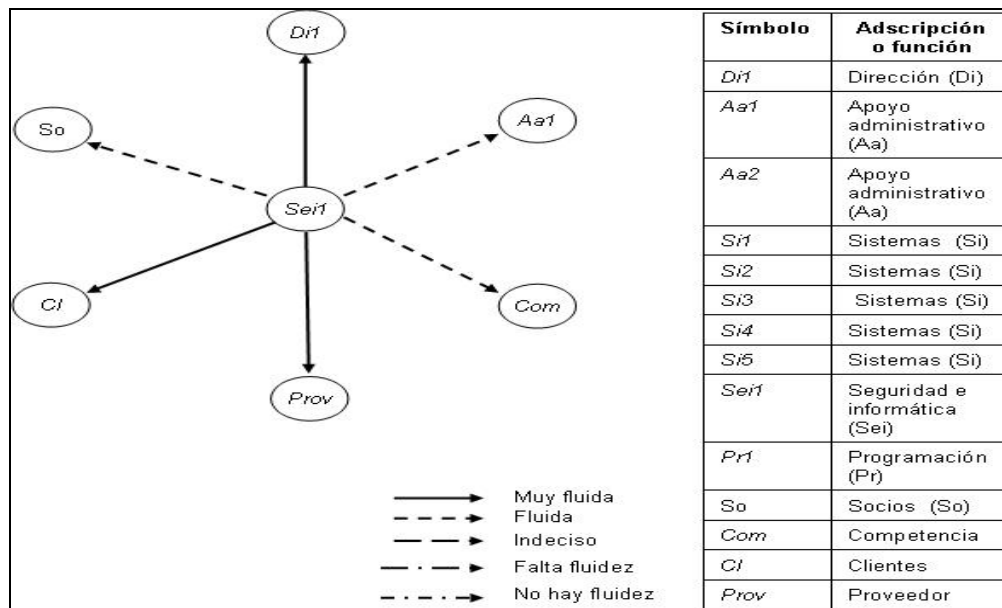 Di1
So
Aa1
Sei1
Cl
Com
Prov
Muy fluida
Fluida
Indeciso
Falta fluidez
No hay fluidez
Símbolo
Adscripción
o función
Di1
Dirección (Di)
Aa1
Apoyo
administrativo
(Aa)
Aa2
Apoyo
administrativo
(Aa)
Si1
Sistemas (Si)
Si2
Sistemas (Si)
Si3
Sistemas (Si)
Si4
Sistemas (Si)
Si5
Sistemas (Si)
Sei1
Seguridad e
informática
(Sei)
Pr1
Programación
(Pr)
So
Socios (So)
Com
Competencia
Cl
Clientes
Prov
Proveedor